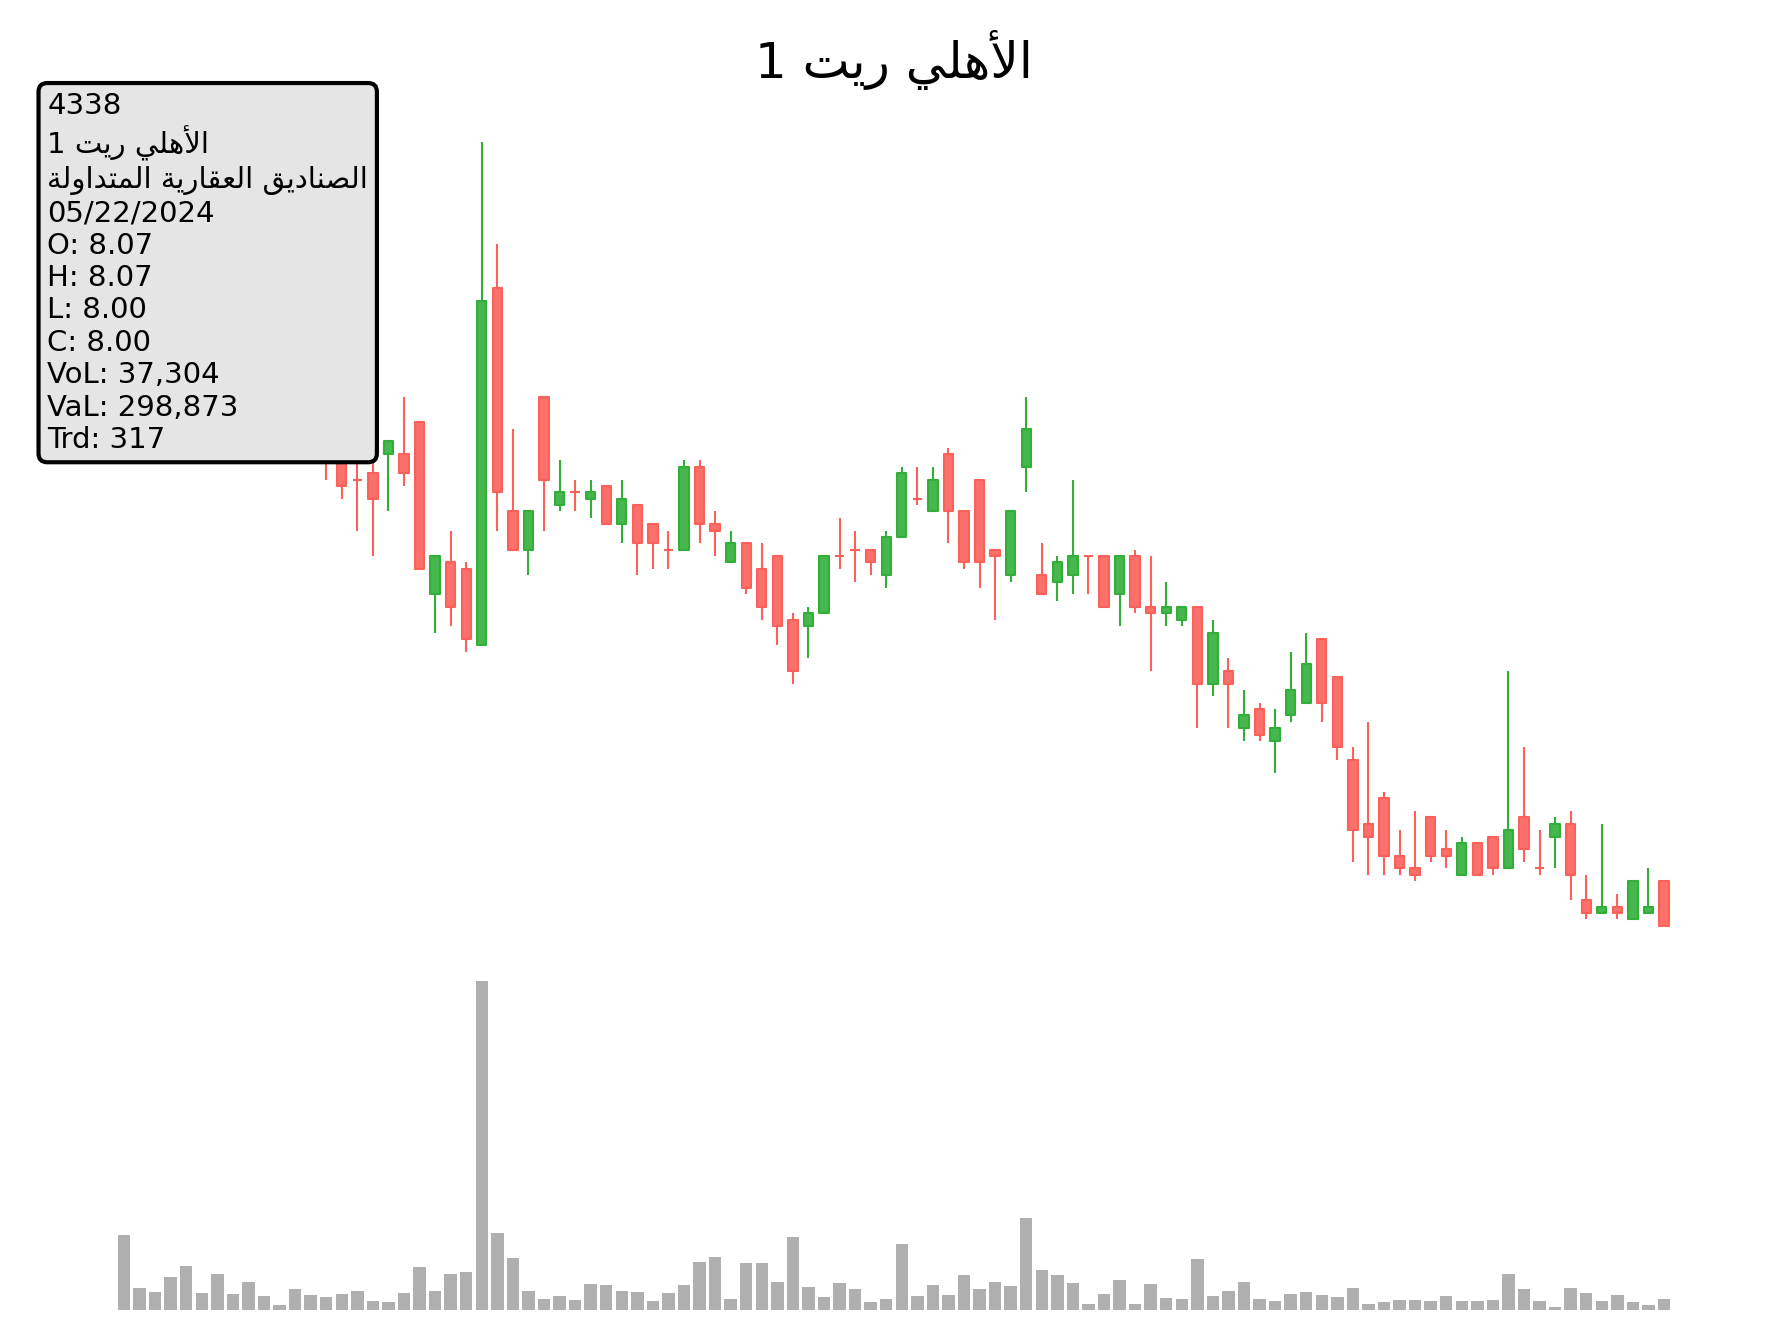 الأهلي ريت 1
4338
الأهلي ريت 1
الصناديق العقارية المتداولة
05/22/2024
O: 8.07
H: 8.07
L: 8.00
C: 8.00
VoL: 37,304
VaL: 298,873
Trd: 317